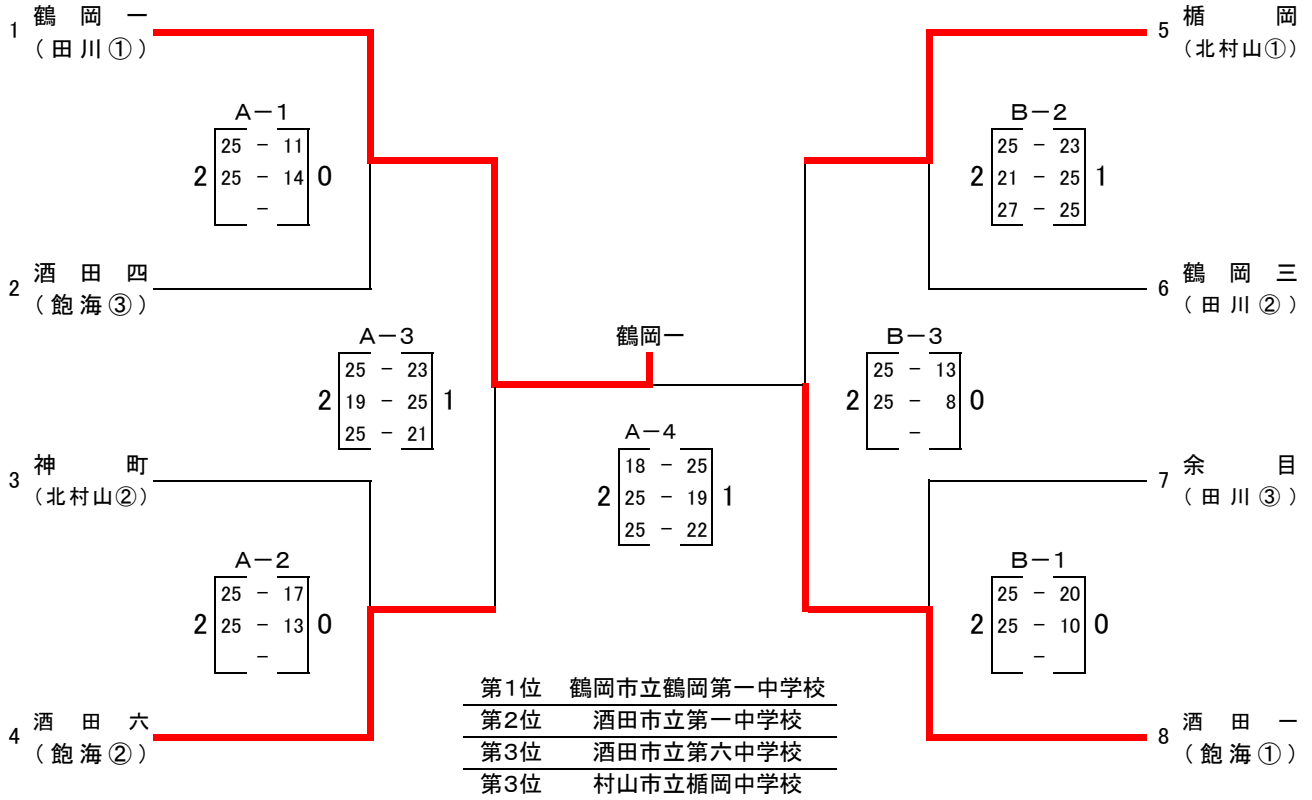 1 鶴岡一
(田川①)
5 楯岡
(北村山①)
A－1
25 - 11
2 25 - 14 0
-
B－2
25 - 23
2 21 - 25 1
27 - 25
2 酒田四
(飽海③)
6 鶴岡三
(田川②)
鶴岡一
A－3
25 - 23
2 19 - 25 1
25 - 21
B－3
25 - 13
2 25 - 8 0
-
A－4
18 - 25
2 25 - 19 1
25 - 22
3 神町
(北村山②)
7 余目
(田川③)
A－2
25 - 17
2 25 - 13 0
-
B－1
25 - 20
2 25 - 10 0
-
4 酒田六
(飽海②)
8 酒田一
(飽海①)
第1位 鶴岡市立鶴岡第一中学校
第2位 酒田市立第一中学校
第3位 酒田市立第六中学校
第3位 村山市立楯岡中学校